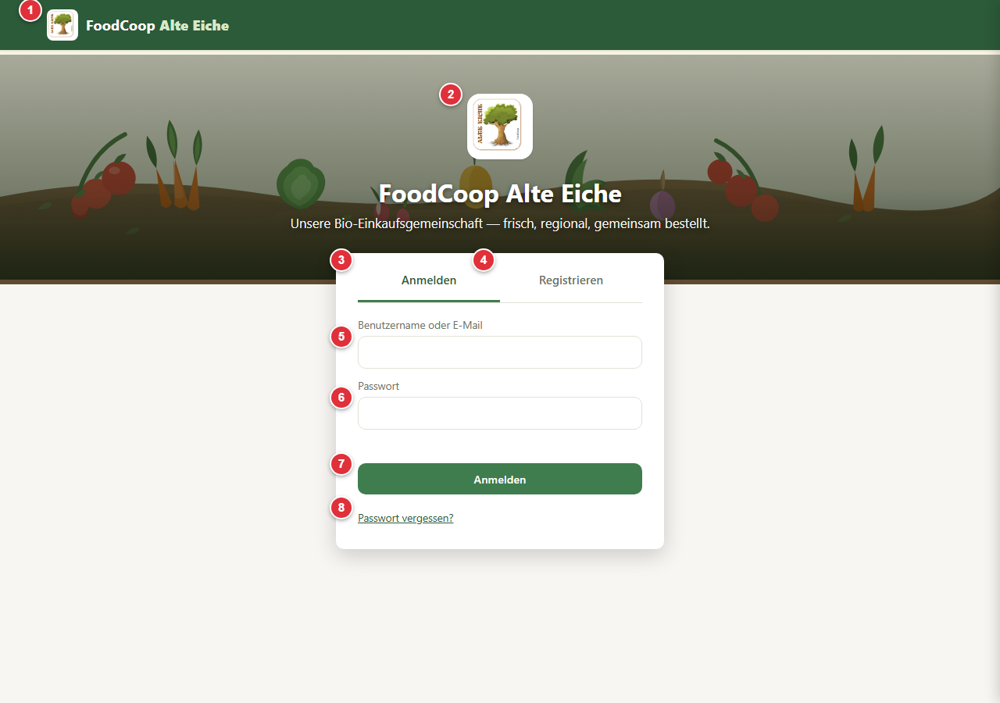 1
FoodCoop Alte Eiche
2
ALTE EICHE
FoodCoop Alte Eiche
Unsere Bio-Einkaufsgemeinschaft — frisch, regional, gemeinsam bestellt.
3
4
Anmelden
Registrieren
Benutzername oder E-Mail
5
Passwort
6
7
Anmelden
8
Passwort vergessen?